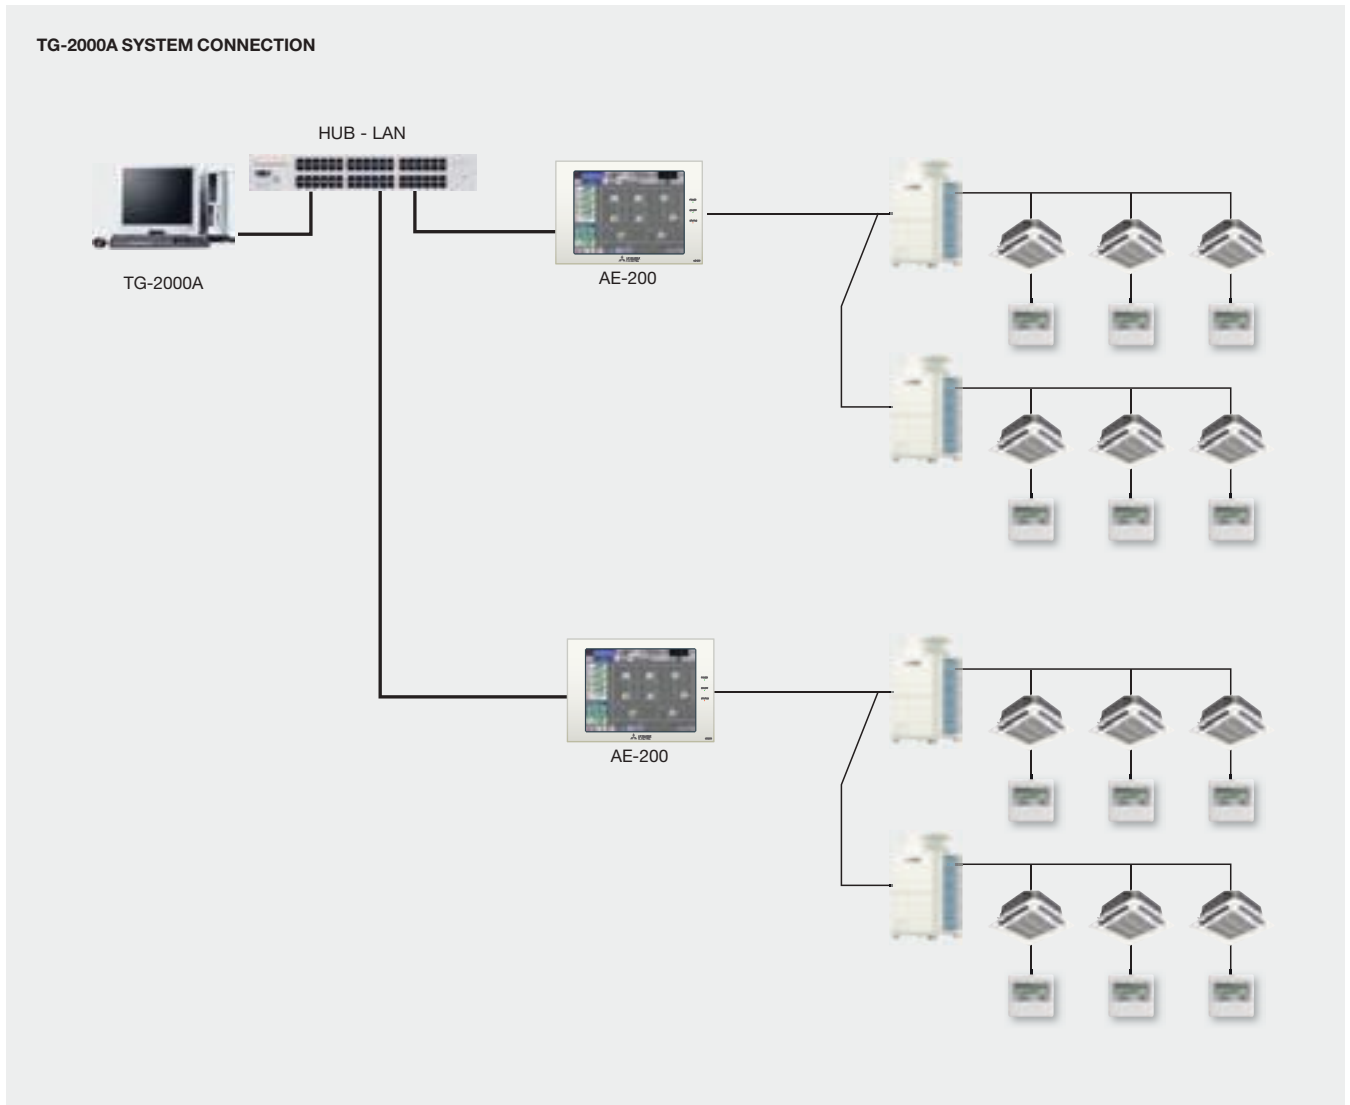 TG-2000A SYSTEM CONNECTION
HUB - LAN
TG-2000A
AE-200
AE-200